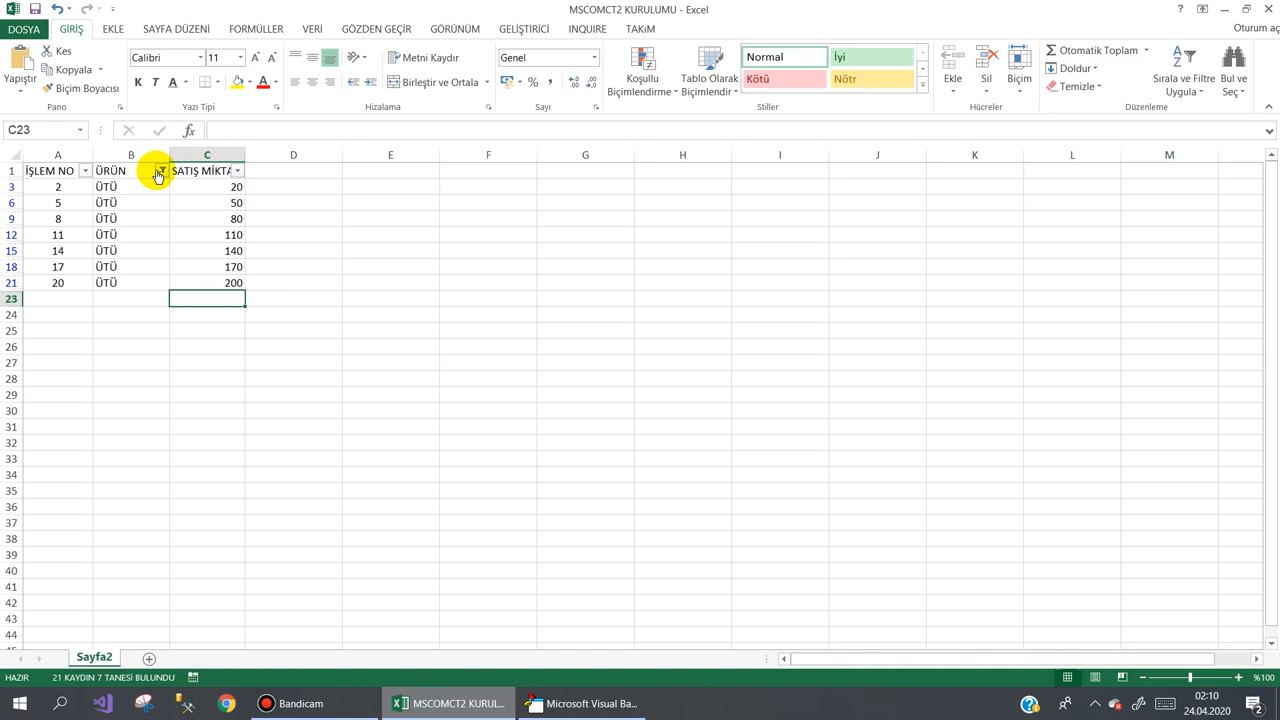 MSCOMCT2 KURULUMU - Excel
DOSYA GİRİŞ EKLE SAYFA DÜZENİ FORMÜLLER VERİ GÖZDEN GEÇİR GÖRÜNÜM GELİŞTİRİCİ INQUIRE TAKıM Oturum aç
Yapıştır
Kes
Kopyala
Biçim Boyacısı
Pano
Calibri 11
K T A
Yazı Tipi
Metni Kaydır
Birleştir ve Ortala
Hizalama
Genel
%
Sayı
Koşullu Biçimlendirme
Tablo Olarak Biçimlendir
Normal İyi
Kötü Nötr
Stiller
Ekle Sil Biçim
Hücreler
Otomatik Toplam
Doldur
Temizle
Sırala ve Filtre Uygula
Bul ve Seç
Düzenleme
C23 fx
A B C D E F G H I J K L M
1 İŞLEM NO ÜRÜN SATIŞ MİKTA
3 2 ÜTÜ 20
6 5 ÜTÜ 50
9 8 ÜTÜ 80
12 11 ÜTÜ 110
15 14 ÜTÜ 140
18 17 ÜTÜ 170
21 20 ÜTÜ 200
23
24
25
26
27
28
29
30
31
32
33
34
35
36
37
38
39
40
41
42
43
44
Sayfa2
HAZIR 21 KAYDIN 7 TANESİ BULUNDU %100
Bandicam MSCOMCT2 KURUL... Microsoft Visual Ba...
02:10
24.04.2020
2